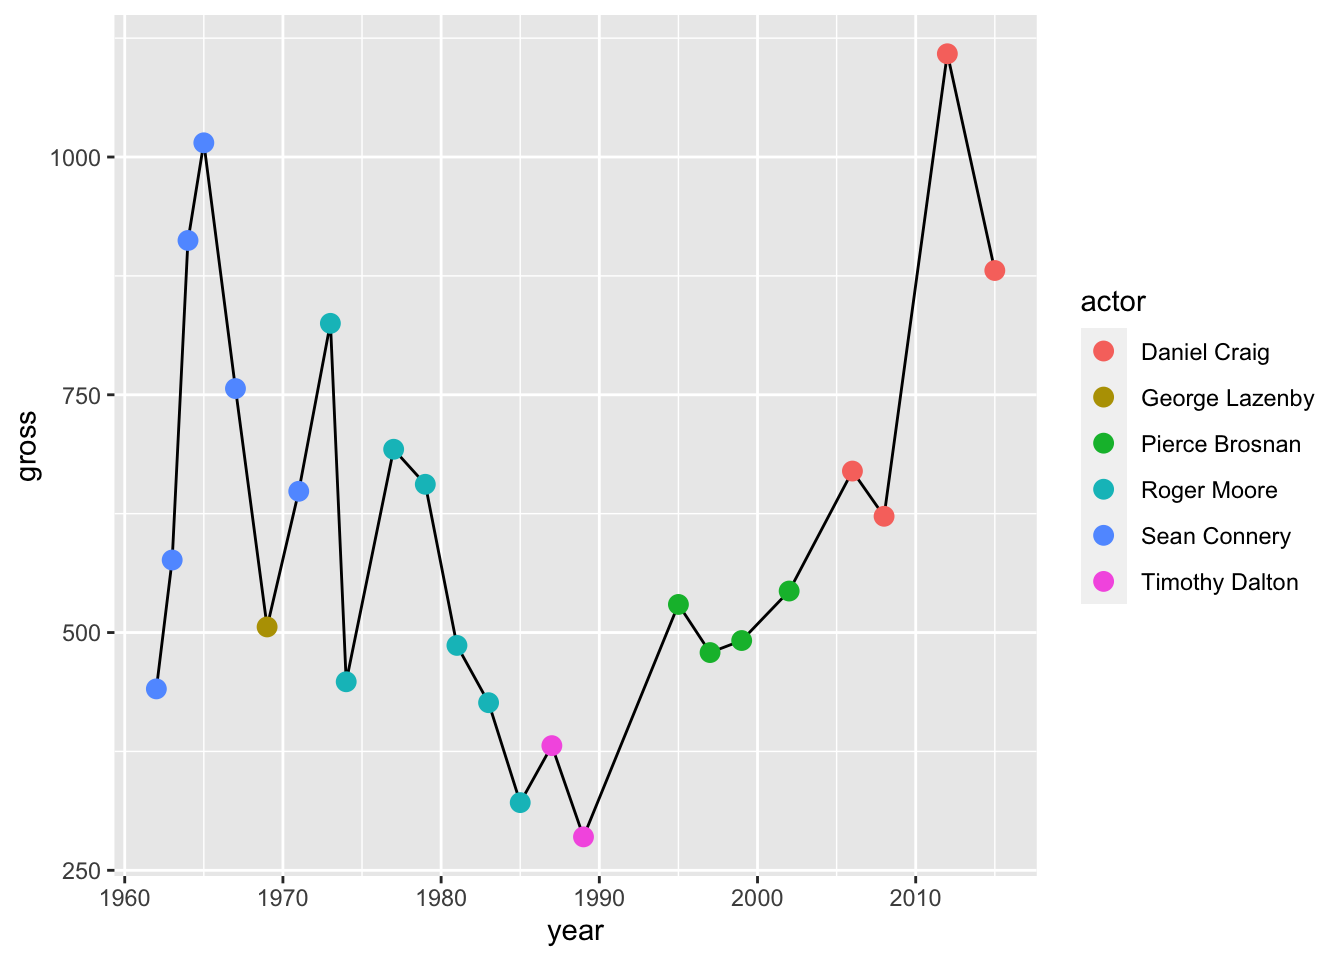 1000
750
500
250
gross
1960 1970 1980 1990 2000 2010
year
actor
Daniel Craig
George Lazenby
Pierce Brosnan
Roger Moore
Sean Connery
Timothy Dalton